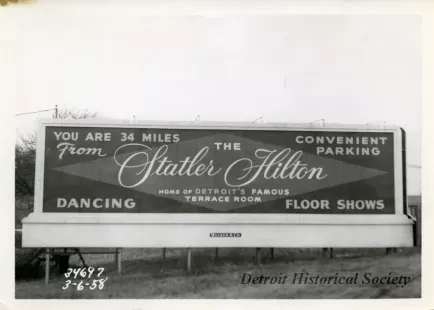 YOU ARE 34 MILES
From
THE
Statler Hilton
CONVENIENT
PARKING
HOME OF DETROIT'S FAMOUS
TERRACE ROOM
DANCING
FLOOR SHOWS
34697
3-6-58
Detroit Historical Society